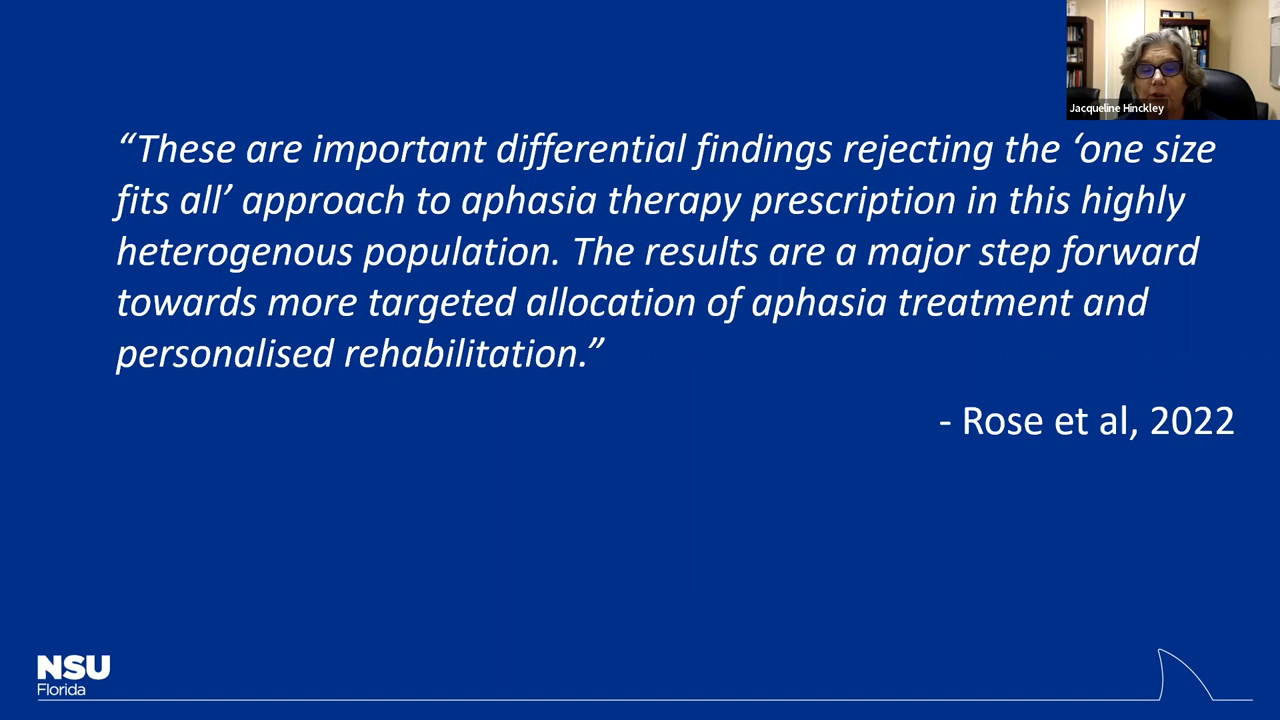 Jacqueline Hinckley
“These are important differential findings rejecting the ‘one size
fits all’ approach to aphasia therapy prescription in this highly
heterogenous population. The results are a major step forward
towards more targeted allocation of aphasia treatment and
personalised rehabilitation.”
- Rose et al, 2022
NSU
Florida